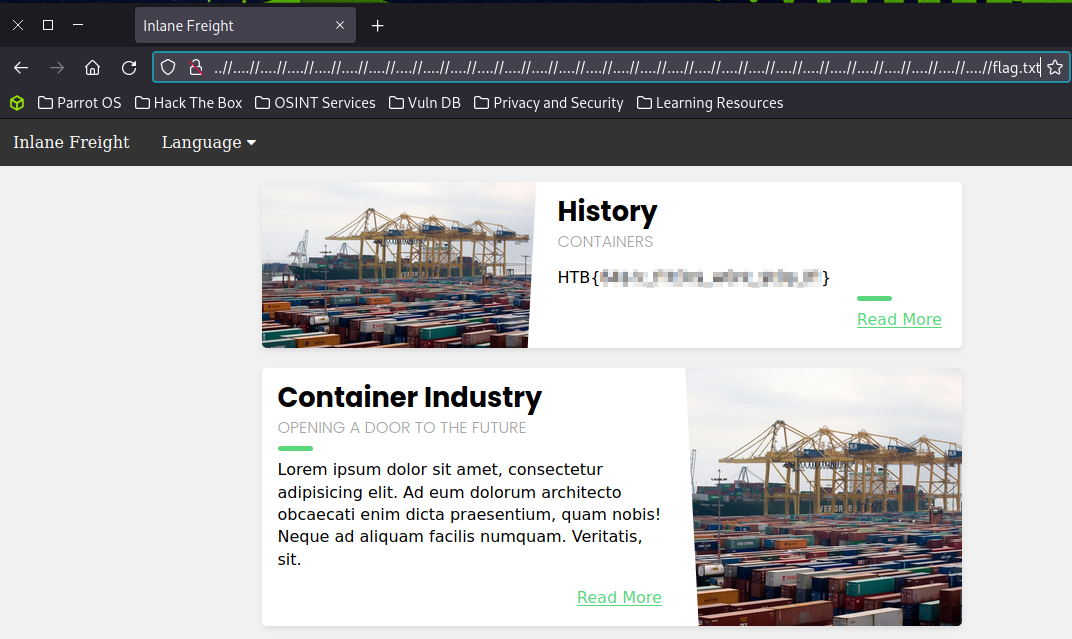 Inlane Freight
..//....//....//....//....//....//....//....//....//....//....//....//....//....//....//....//....//....//....//....//....//....//....//....//....//....//....//....//....//flag.txt
Parrot OS Hack The Box OSINT Services Vuln DB Privacy and Security Learning Resources
Inlane Freight Language
History
CONTAINERS
HTB{ }
Read More
Container Industry
OPENING A DOOR TO THE FUTURE
Lorem ipsum dolor sit amet, consectetur
adipisicing elit. Ad eum dolorum architecto
obcaecati enim dicta praesentium, quam nobis!
Neque ad aliquam facilis numquam. Veritatis,
sit.
Read More